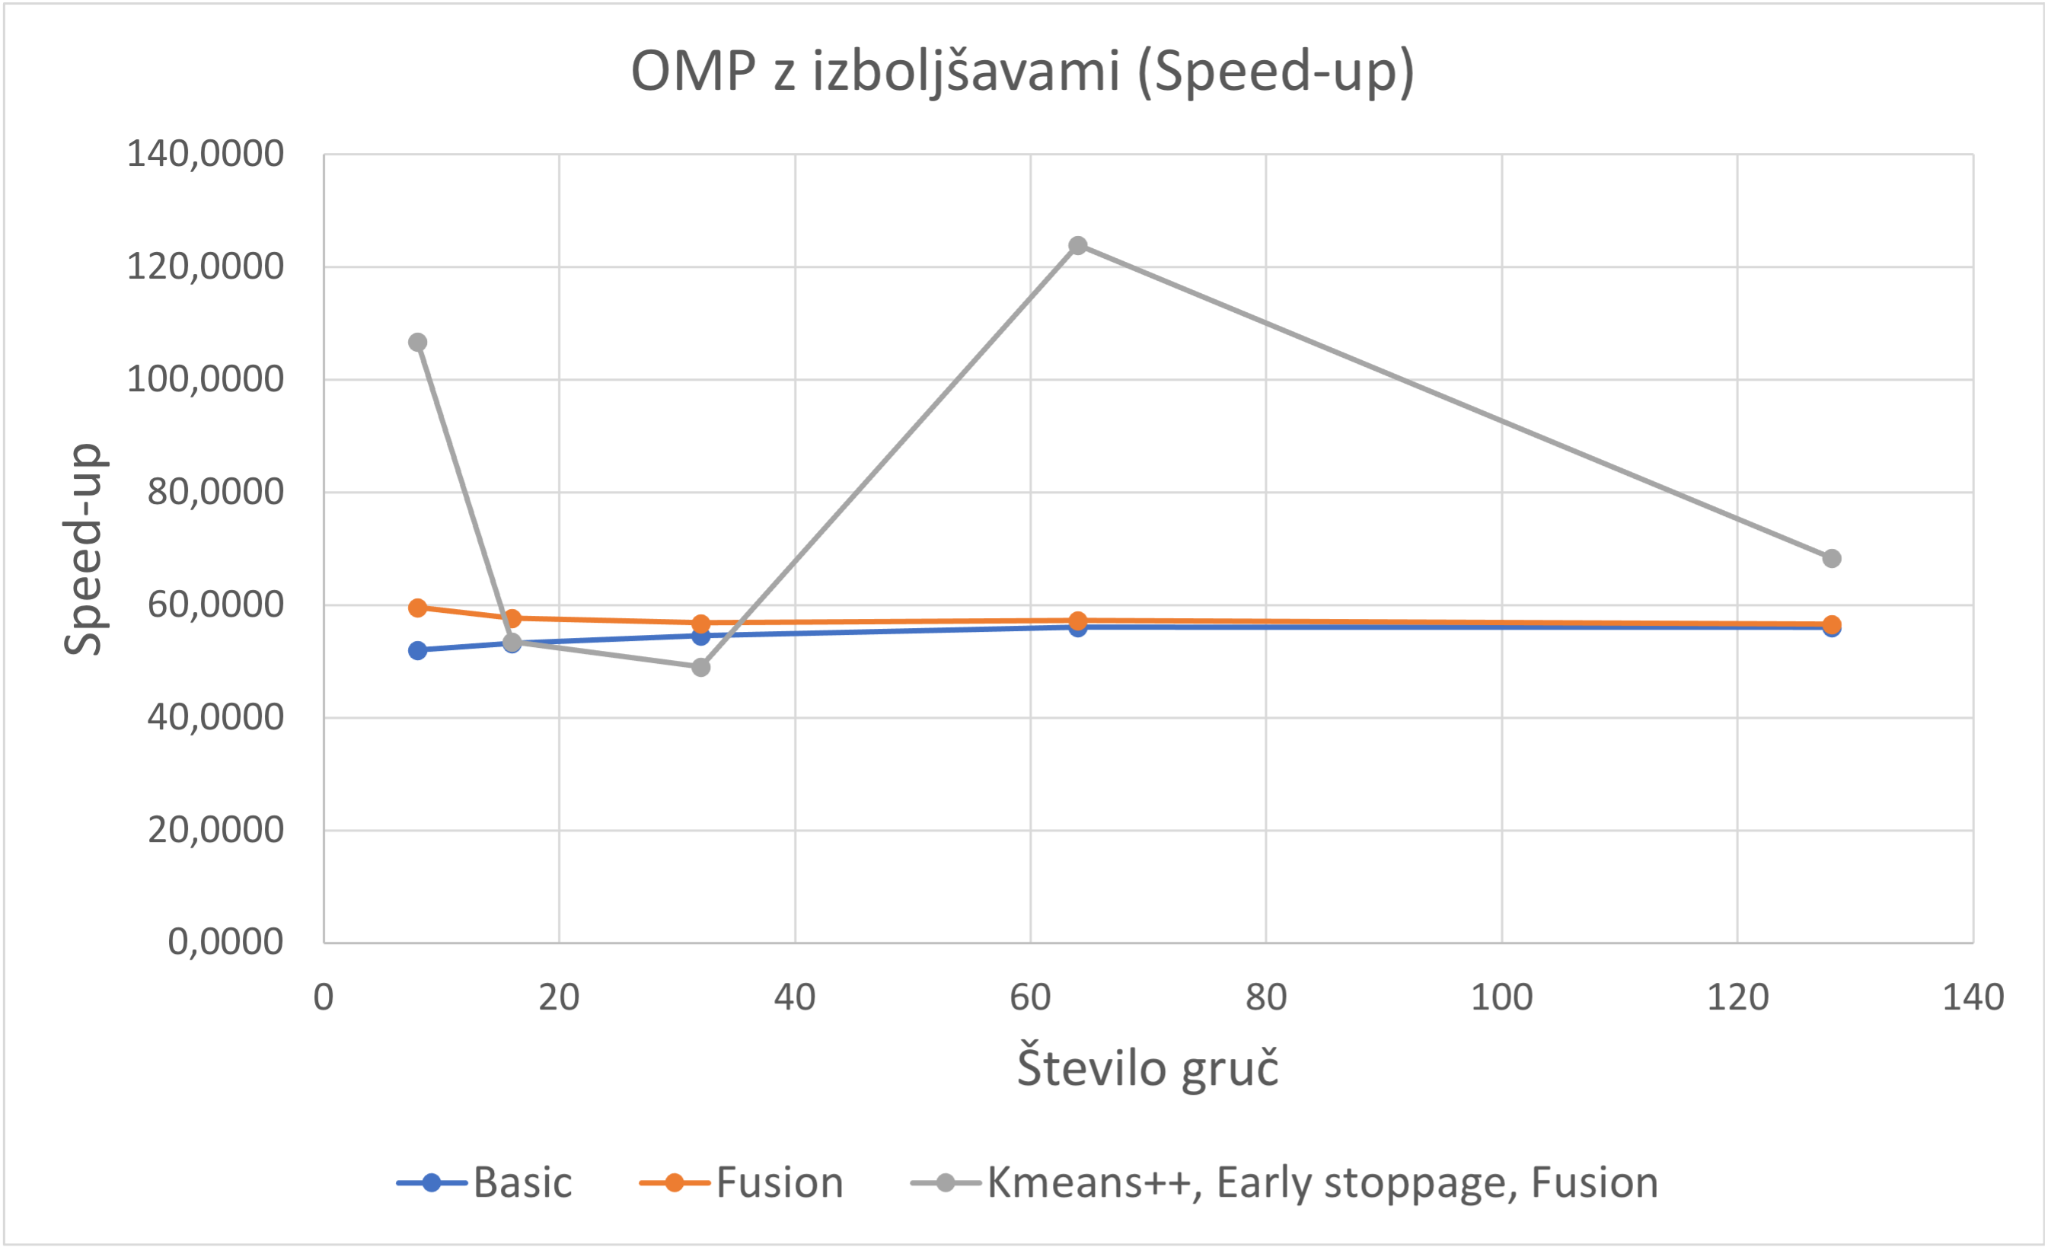 OMP z izboljšavami (Speed-up)
140,0000
120,0000
100,0000
80,0000
60,0000
40,0000
20,0000
0,0000
Speed-up
0 20 40 60 80 100 120 140
Število gruč
Basic Fusion Kmeans++, Early stoppage, Fusion